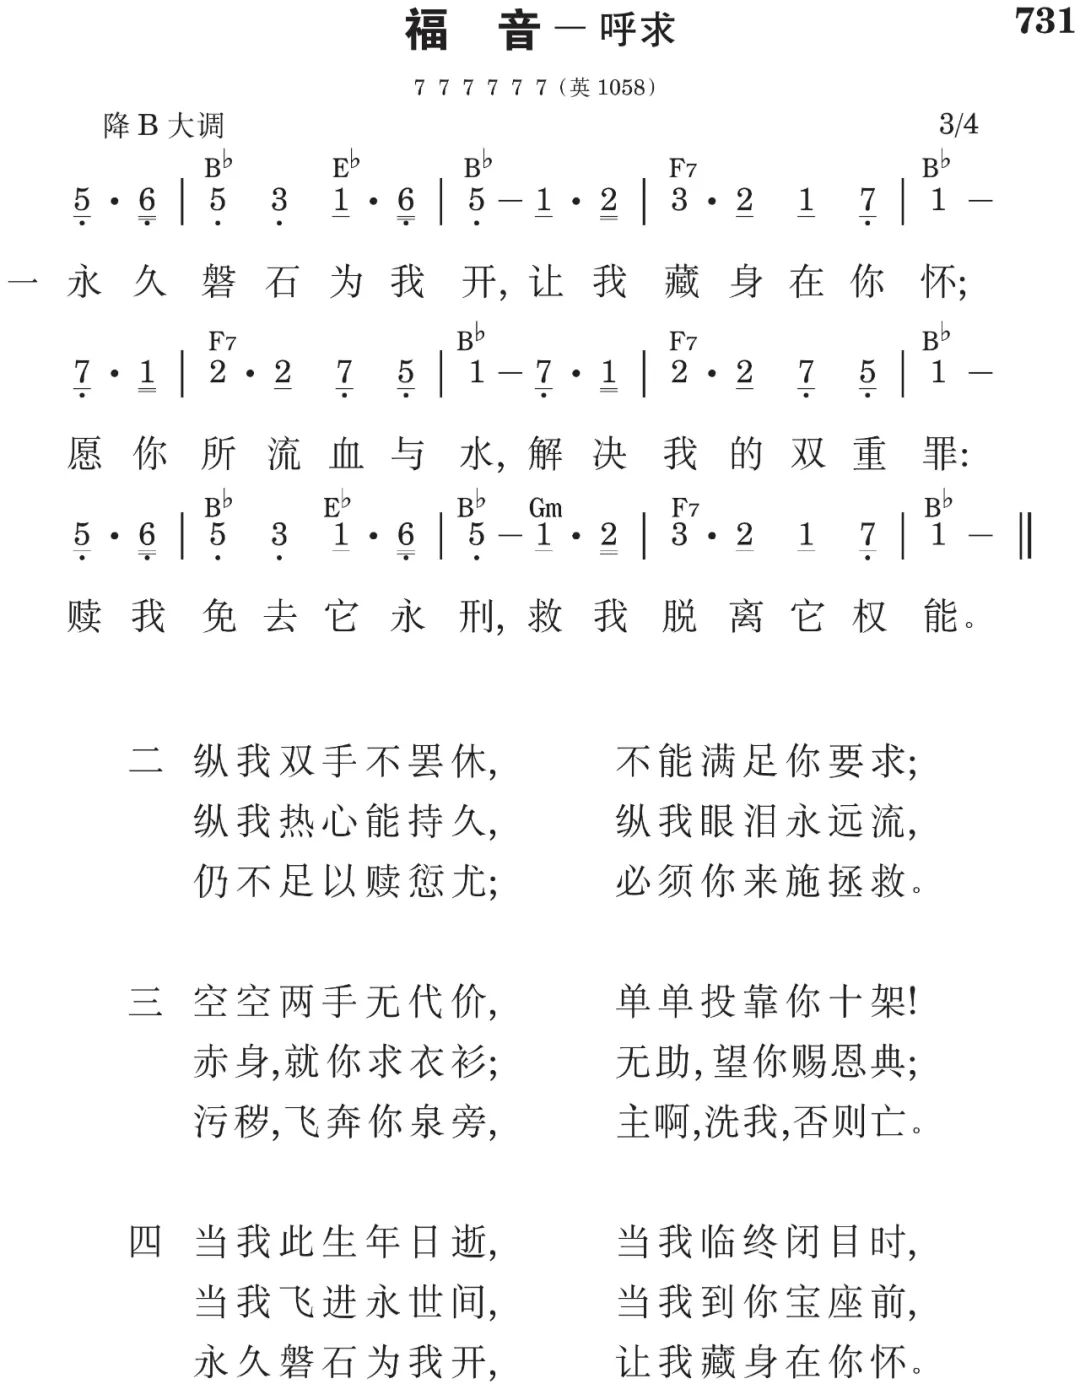 福 音 — 呼求 731
7 7 7 7 7 7 (英 1058)
降 B 大调 3/4
B♭ E♭ B♭ F7 B♭
5 · 6 | 5 3 1 · 6 | 5 – 1 · 2 | 3 · 2 1 7 | 1 –
一 永久磐石为我开, 让我藏身在你怀;
F7 B♭ F7 B♭
7 · 1 | 2 · 2 7 5 | 1 – 7 · 1 | 2 · 2 7 5 | 1 –
愿你所流血与水, 解决我的双重罪:
B♭ E♭ B♭ Gm F7 B♭
5 · 6 | 5 3 1 · 6 | 5 – 1 · 2 | 3 · 2 1 7 | 1 – ‖
赎我免去它永刑, 救我脱离它权能。
二 纵我双手不罢休, 不能满足你要求;
纵我热心能持久, 纵我眼泪永远流,
仍不足以赎愆尤; 必须你来施拯救。
三 空空两手无代价, 单单投靠你十架!
赤身,就你求衣衫; 无助,望你赐恩典;
污秽,飞奔你泉旁, 主啊,洗我,否则亡。
四 当我此生年日逝, 当我临终闭目时,
当我飞进永世间, 当我到你宝座前,
永久磐石为我开, 让我藏身在你怀。